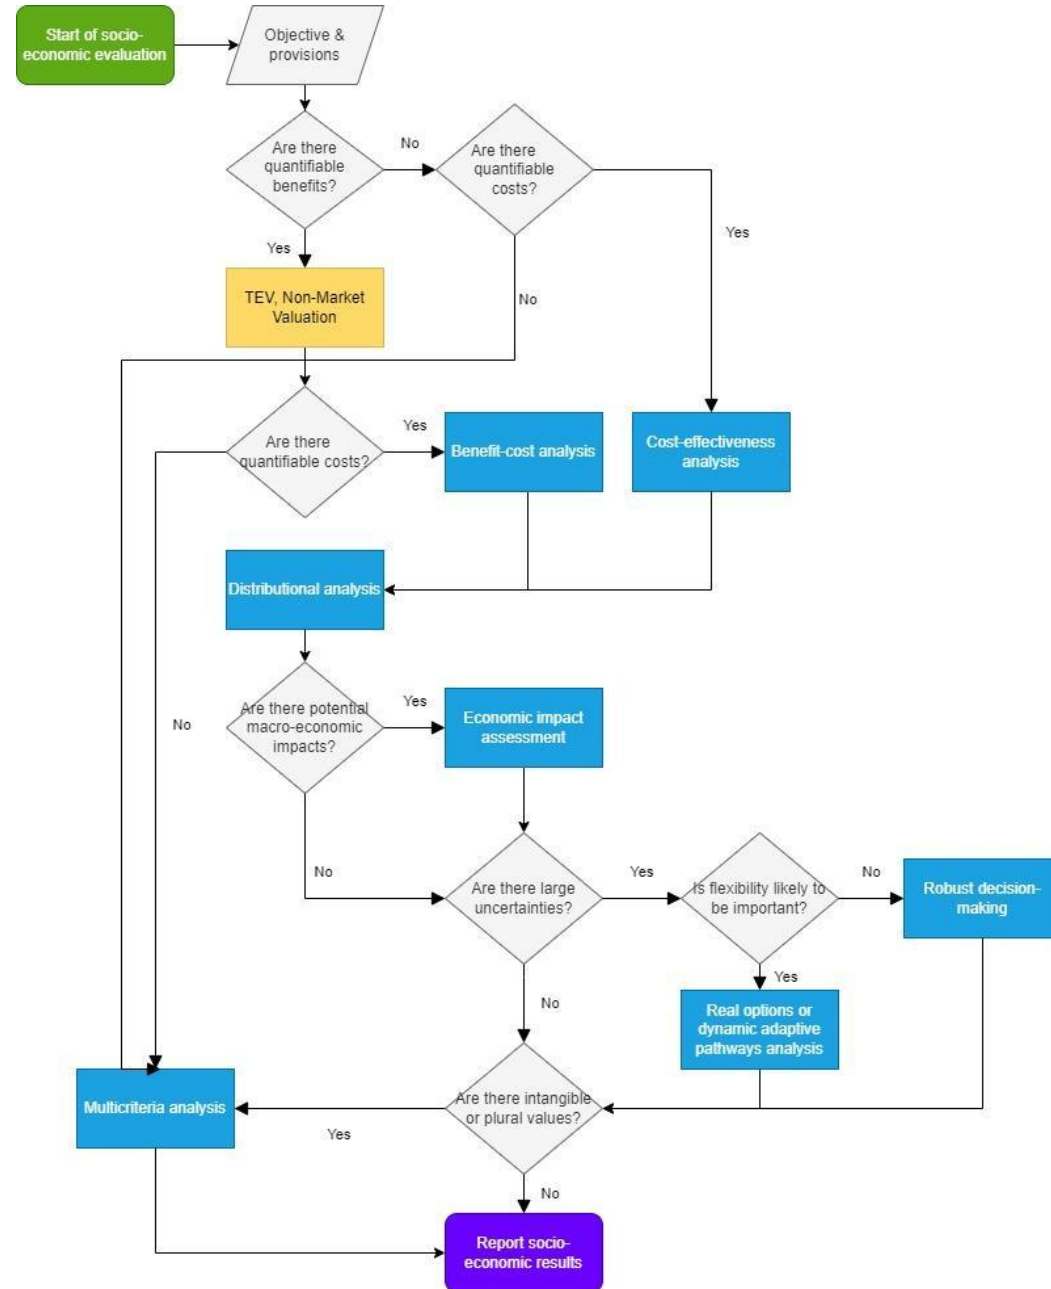 Start of socio-
economic evaluation
Objective &
provisions
Are there
quantifiable
benefits?
No
Are there
quantifiable
costs?
Yes
Yes
TEV, Non-Market
Valuation
No
Are there
quantifiable costs?
Yes
Benefit-cost analysis
Cost-effectiveness
analysis
Distributional analysis
No
Are there potential
macro-economic
impacts?
Yes
Economic impact
assessment
No
Are there large
uncertainties?
Yes
Is flexibility likely to
be important?
No
Robust decision-
making
Yes
No
Real options or
dynamic adaptive
pathways analysis
Multicriteria analysis
Yes
Are there intangible
or plural values?
No
Report socio-
economic results